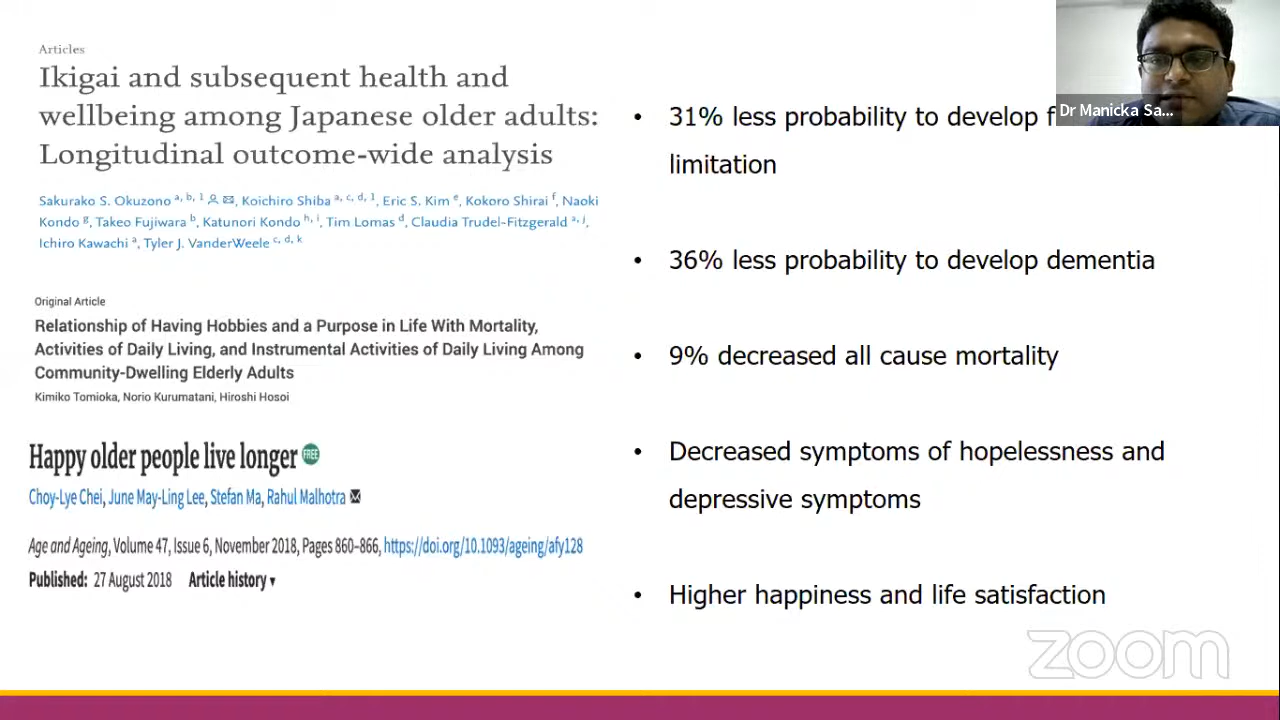 Articles
Ikigai and subsequent health and
wellbeing among Japanese older adults:
Longitudinal outcome-wide analysis
Sakurako S. Okuzono a, b, 1, Koichiro Shiba a, c, d, 1, Eric S. Kim e, Kokoro Shirai f, Naoki
Kondo g, Takeo Fujiwara b, Katunori Kondo h, i, Tim Lomas d, Claudia Trudel-Fitzgerald a, j,
Ichiro Kawachi a, Tyler J. VanderWeele c, d, k
Original Article
Relationship of Having Hobbies and a Purpose in Life With Mortality,
Activities of Daily Living, and Instrumental Activities of Daily Living Among
Community-Dwelling Elderly Adults
Kimiko Tomioka, Norio Kurumatani, Hiroshi Hosoi
Happy older people live longer FREE
Choy-Lye Chei, June May-Ling Lee, Stefan Ma, Rahul Malhotra
Age and Ageing, Volume 47, Issue 6, November 2018, Pages 860–866, https://doi.org/10.1093/ageing/afy128
Published: 27 August 2018 Article history ▾
• 31% less probability to develop
limitation
• 36% less probability to develop dementia
• 9% decreased all cause mortality
• Decreased symptoms of hopelessness and
depressive symptoms
• Higher happiness and life satisfaction
Dr Manicka Sa...
zoom